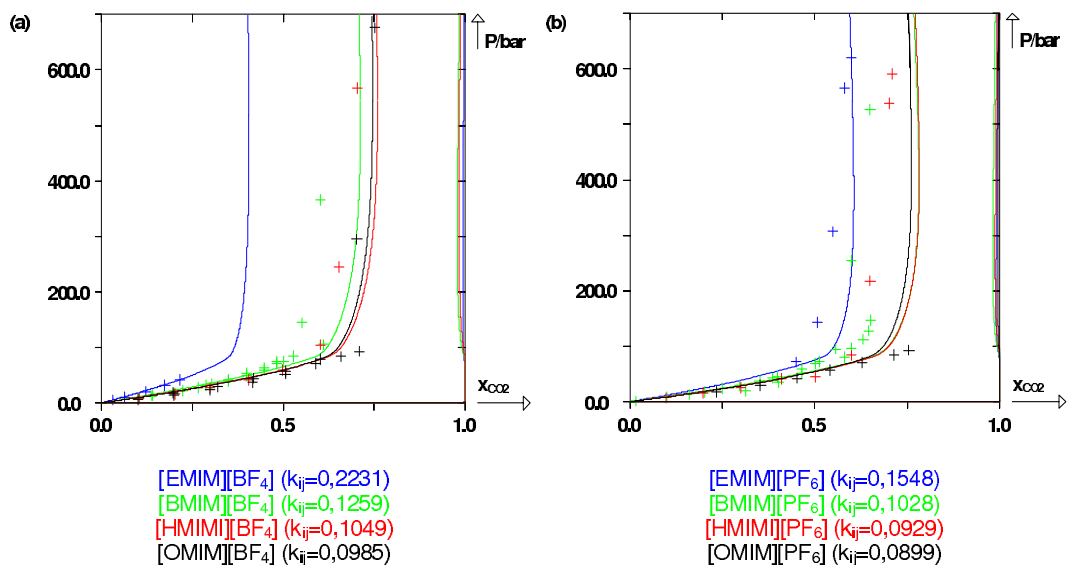 (a)
P/bar
600.0
400.0
200.0
0.0
xCO2
0.0
0.5
1.0
[EMIM][BF4] (kij=0,2231)
[BMIM][BF4] (kij=0,1259)
[HMIMI][BF4] (kij=0,1049)
[OMIM][BF4] (kij=0,0985)
(b)
P/bar
600.0
400.0
200.0
0.0
xCO2
0.0
0.5
1.0
[EMIM][PF6] (kij=0,1548)
[BMIM][PF6] (kij=0,1028)
[HMIMI][PF6] (kij=0,0929)
[OMIM][PF6] (kij=0,0899)